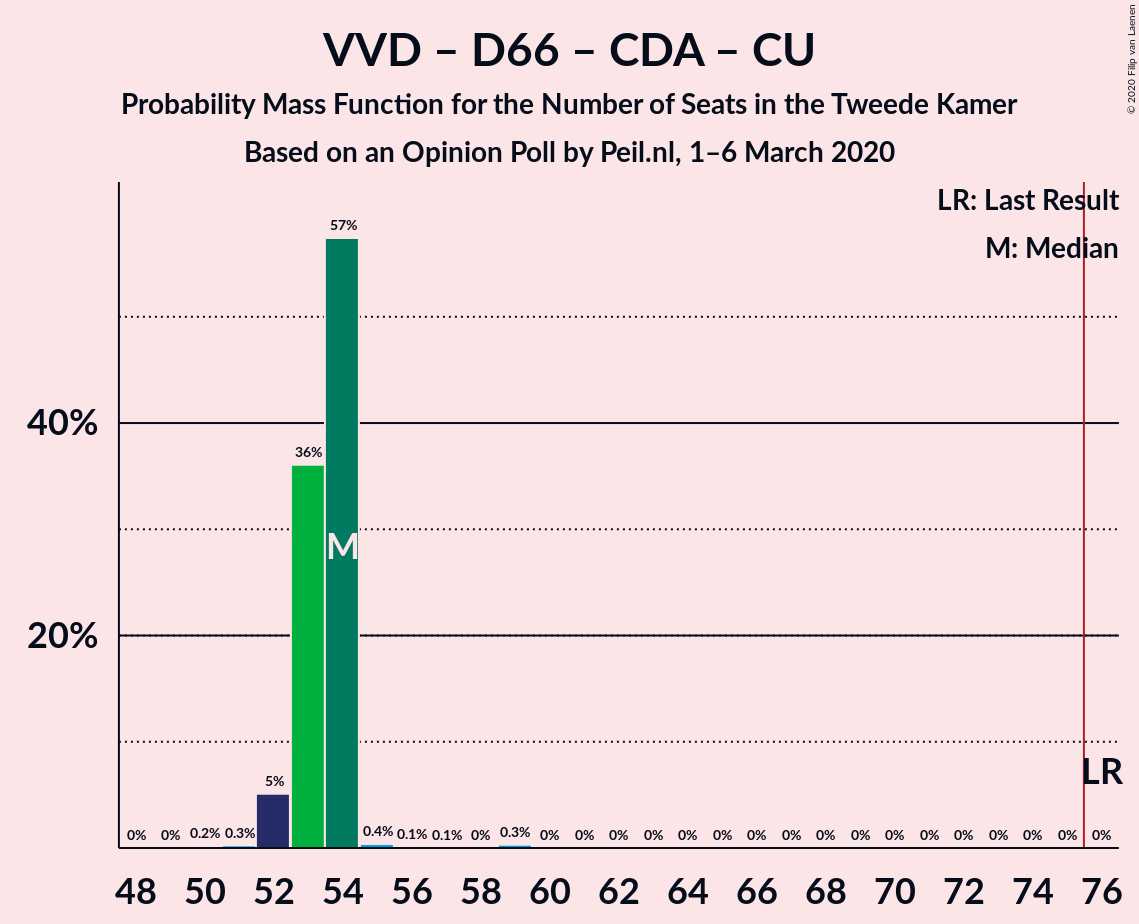 VVD – D66 – CDA – CU
Probability Mass Function for the Number of Seats in the Tweede Kamer
Based on an Opinion Poll by Peil.nl, 1–6 March 2020
© 2020 Filip van Laenen
LR: Last Result
M: Median
57%
40%
36%
M
20%
LR
5%
0% 0% 0.2% 0.3% 0.4% 0.1% 0.1% 0% 0.3% 0% 0% 0% 0% 0% 0% 0% 0% 0% 0% 0% 0% 0% 0% 0% 0% 0%
48 50 52 54 56 58 60 62 64 66 68 70 72 74 76